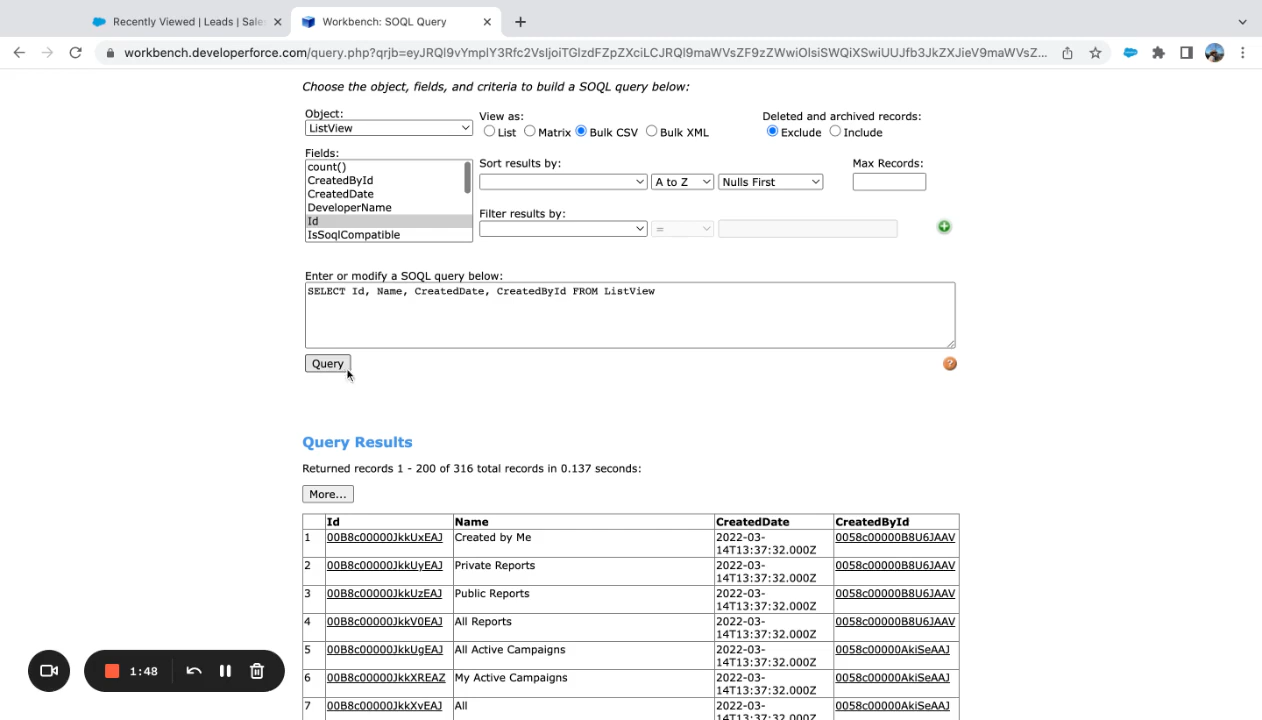 Recently Viewed | Leads | Sale
Workbench: SOQL Query
workbench.developerforce.com/query.php?qrjb=eyJRQl9vYmplY3Rfc2VsIjoiTGlzdFZpZXciLCJRQl9maWVsZF9zZWwiOlsiSWQiXSwiUUJfb3JkZXJieV9maWVsZ...
Choose the object, fields, and criteria to build a SOQL query below:
Object:
ListView
View as:
List Matrix Bulk CSV Bulk XML
Deleted and archived records:
Exclude Include
Fields:
count()
CreatedById
CreatedDate
DeveloperName
Id
IsSoqlCompatible
Sort results by:
A to Z Nulls First
Max Records:
Filter results by:
=
Enter or modify a SOQL query below:
SELECT Id, Name, CreatedDate, CreatedById FROM ListView
Query
?
Query Results
Returned records 1 - 200 of 316 total records in 0.137 seconds:
More...
Id Name CreatedDate CreatedById
1 00B8c00000JkkUxEAJ Created by Me 2022-03-14T13:37:32.000Z 0058c00000B8U6JAAV
2 00B8c00000JkkUyEAJ Private Reports 2022-03-14T13:37:32.000Z 0058c00000B8U6JAAV
3 00B8c00000JkkUzEAJ Public Reports 2022-03-14T13:37:32.000Z 0058c00000B8U6JAAV
4 00B8c00000JkkV0EAJ All Reports 2022-03-14T13:37:32.000Z 0058c00000B8U6JAAV
5 00B8c00000JkkUgEAJ All Active Campaigns 2022-03-14T13:37:32.000Z 0058c00000AkiSeAAJ
6 00B8c00000JkkXREAZ My Active Campaigns 2022-03-14T13:37:32.000Z 0058c00000AkiSeAAJ
7 00B8c00000JkkXvEAJ All 2022-03- 0058c00000AkiSeAAJ
1:48